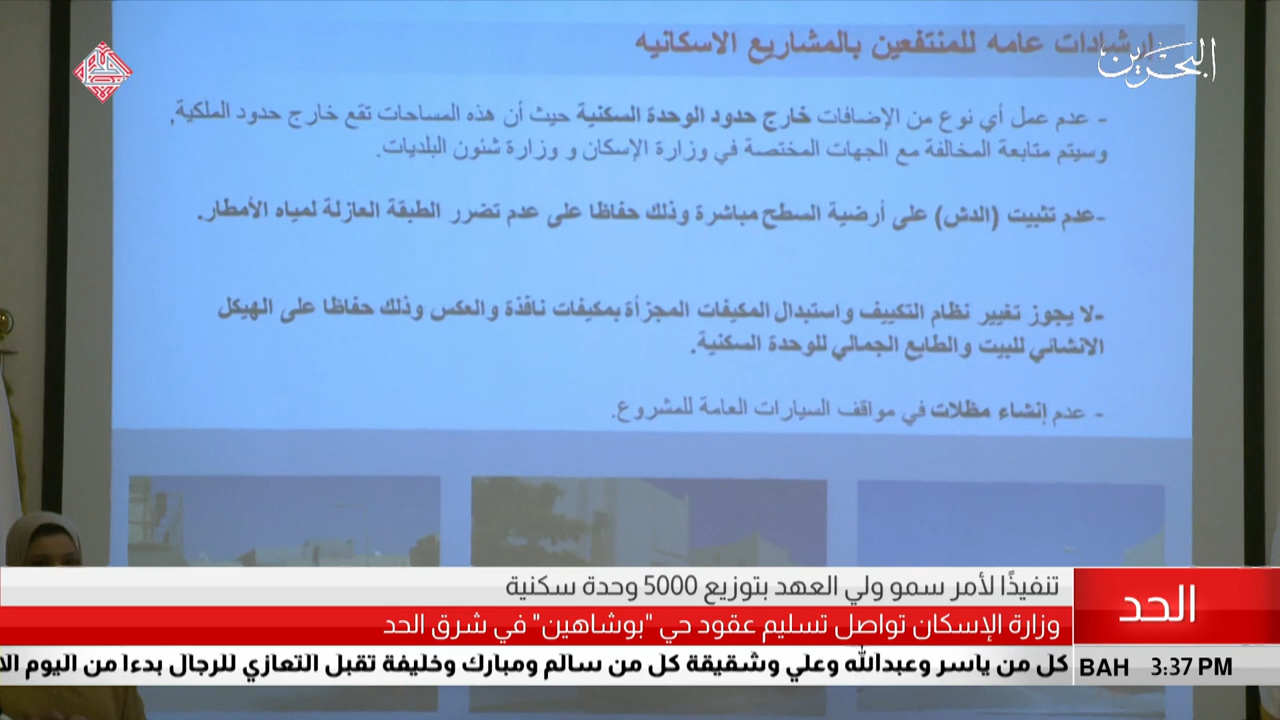 إرشادات عامه للمنتفعين بالمشاريع الاسكانيه
البحرين
- عدم عمل أي نوع من الإضافات خارج حدود الوحدة السكنية حيث أن هذه المساحات تقع خارج حدود الملكية,
وسيتم متابعة المخالفة مع الجهات المختصة في وزارة الإسكان و وزارة شئون البلديات.
-عدم تثبيت (الدش) على أرضية السطح مباشرة وذلك حفاظا على عدم تضرر الطبقة العازلة لمياه الأمطار.
-لا يجوز تغيير نظام التكييف واستبدال المكيفات المجزأة بمكيفات نافذة والعكس وذلك حفاظا على الهيكل
الانشائي للبيت والطابع الجمالي للوحدة السكنية.
- عدم إنشاء مظلات في مواقف السيارات العامة للمشروع.
الحد
تنفيذًا لأمر سمو ولي العهد بتوزيع 5000 وحدة سكنية
وزارة الإسكان تواصل تسليم عقود حي "بوشاهين" في شرق الحد
كل من ياسر وعبدالله وعلي وشقيقة كل من سالم ومبارك وخليفة تقبل التعازي للرجال بدءا من اليوم الا
BAH 3:37 PM